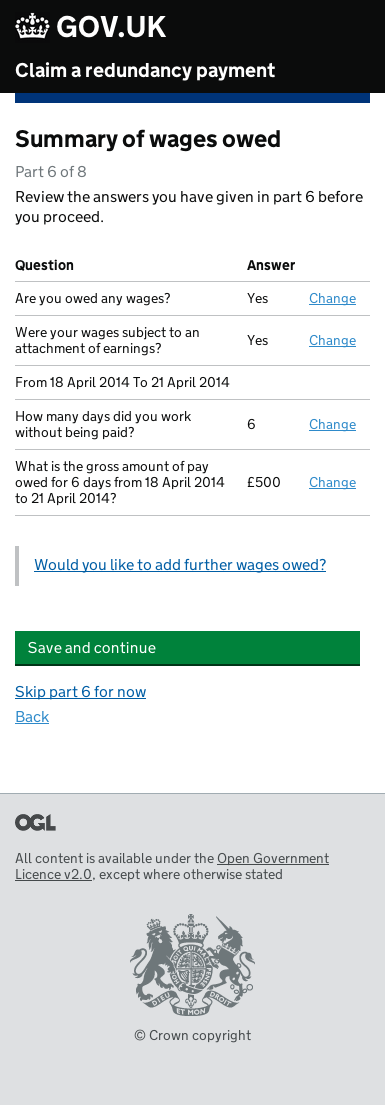 GOV.UK
Claim a redundancy payment
Summary of wages owed
Part 6 of 8
Review the answers you have given in part 6 before
you proceed.
Question Answer
Are you owed any wages? Yes Change
Were your wages subject to an
attachment of earnings? Yes Change
From 18 April 2014 To 21 April 2014
How many days did you work
without being paid? 6 Change
What is the gross amount of pay
owed for 6 days from 18 April 2014
to 21 April 2014? £500 Change
Would you like to add further wages owed?
Save and continue
Skip part 6 for now
Back
OGL
All content is available under the Open Government
Licence v2.0, except where otherwise stated
DIEU ET MON DROIT
© Crown copyright